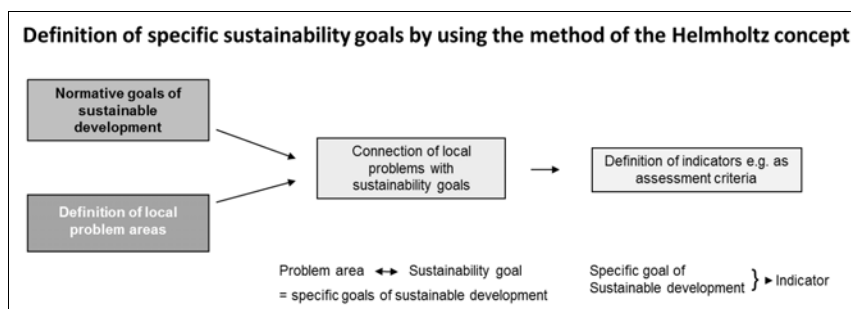 Definition of specific sustainability goals by using the method of the Helmholtz concept
Normative goals of
sustainable
development
Definition of local
problem areas
Connection of local
problems with
sustainability goals
Definition of indicators e.g. as
assessment criteria
Problem area ↔ Sustainability goal
= specific goals of sustainable development
Specific goal of
Sustainable development } ▶ Indicator